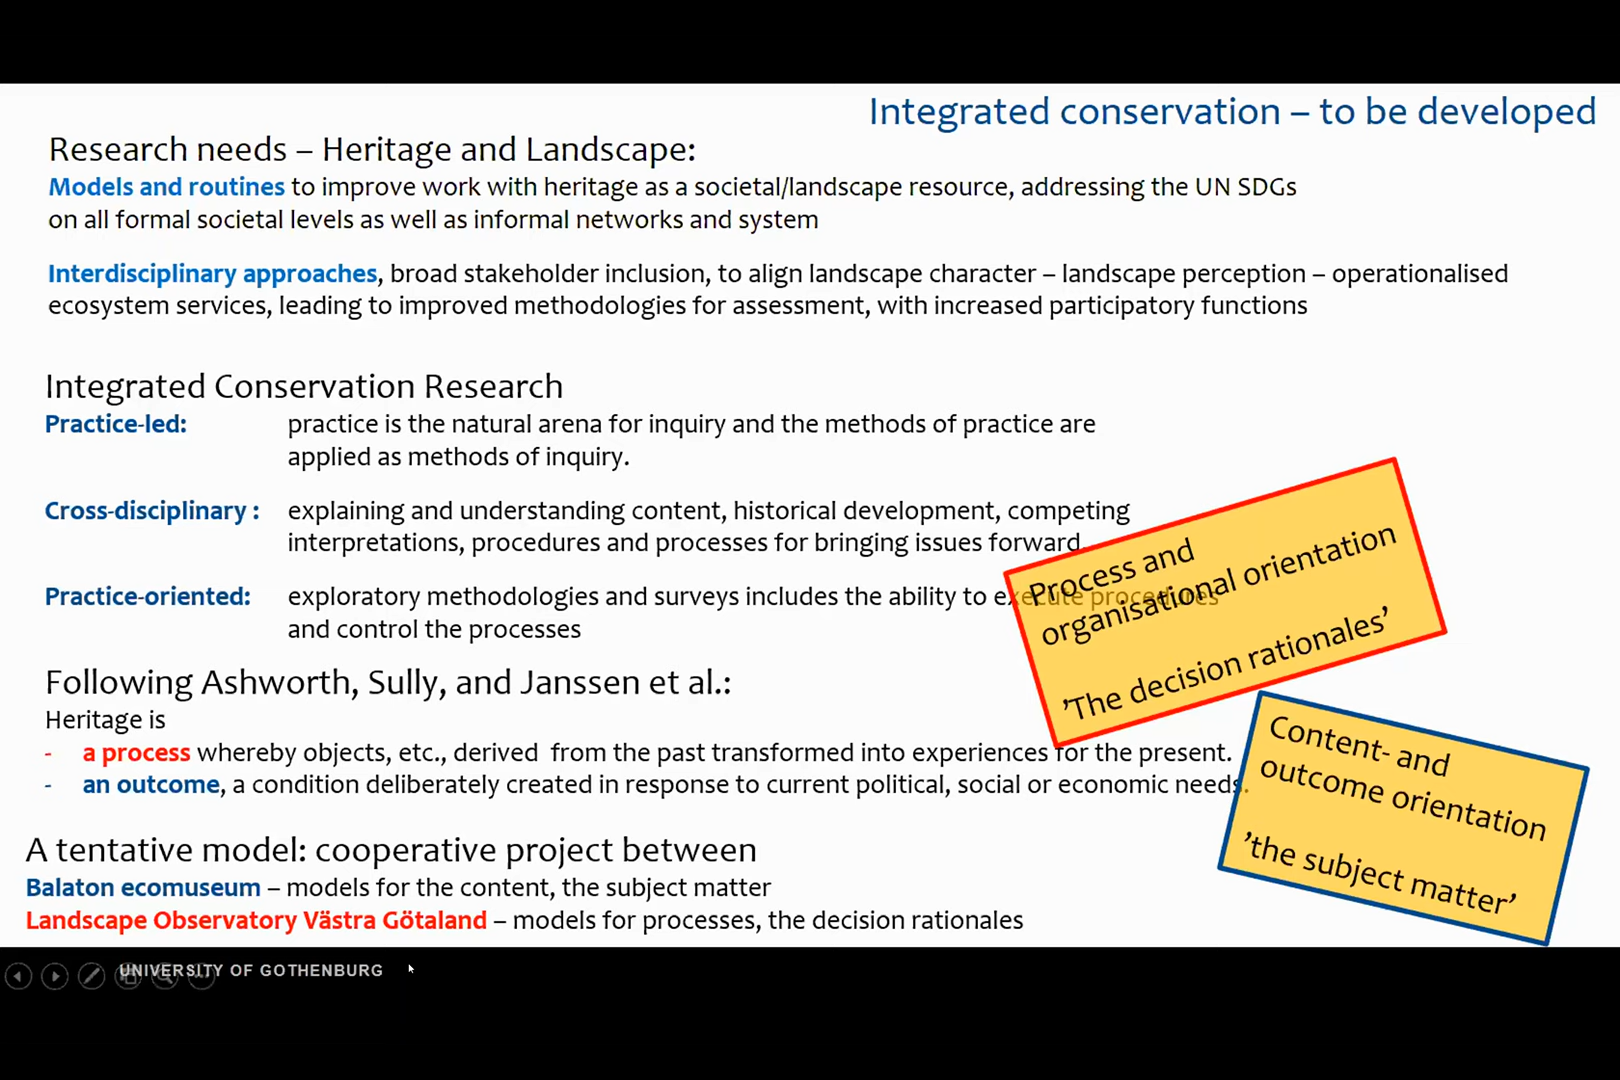 Integrated conservation – to be developed
Research needs – Heritage and Landscape:
Models and routines to improve work with heritage as a societal/landscape resource, addressing the UN SDGs
on all formal societal levels as well as informal networks and system
Interdisciplinary approaches, broad stakeholder inclusion, to align landscape character – landscape perception – operationalised
ecosystem services, leading to improved methodologies for assessment, with increased participatory functions
Integrated Conservation Research
Practice-led: practice is the natural arena for inquiry and the methods of practice are
applied as methods of inquiry.
Cross-disciplinary : explaining and understanding content, historical development, competing
interpretations, procedures and processes for bringing issues forward.
Practice-oriented: exploratory methodologies and surveys includes the ability to execute procedures
and control the processes
Process and
organisational orientation
’The decision rationales’
Following Ashworth, Sully, and Janssen et al.:
Heritage is
- a process whereby objects, etc., derived from the past transformed into experiences for the present.
- an outcome, a condition deliberately created in response to current political, social or economic needs.
Content- and
outcome orientation
’the subject matter’
A tentative model: cooperative project between
Balaton ecomuseum – models for the content, the subject matter
Landscape Observatory Västra Götaland – models for processes, the decision rationales
UNIVERSITY OF GOTHENBURG